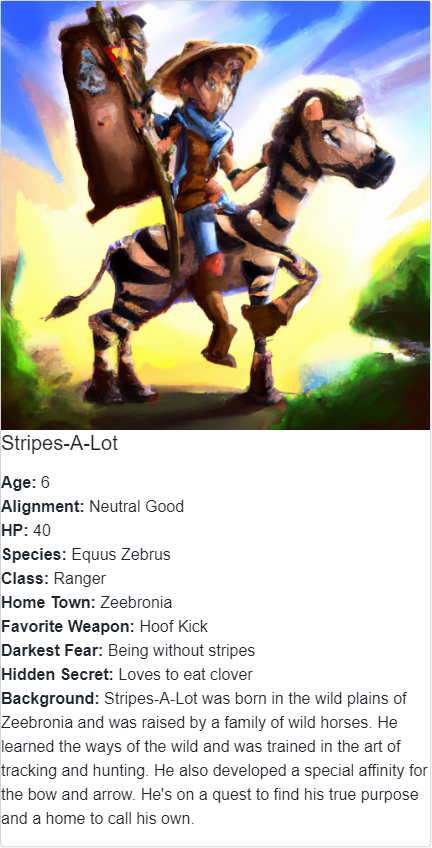 Stripes-A-Lot
Age: 6
Alignment: Neutral Good
HP: 40
Species: Equus Zebrus
Class: Ranger
Home Town: Zeebronia
Favorite Weapon: Hoof Kick
Darkest Fear: Being without stripes
Hidden Secret: Loves to eat clover
Background: Stripes-A-Lot was born in the wild plains of
Zeebronia and was raised by a family of wild horses. He
learned the ways of the wild and was trained in the art of
tracking and hunting. He also developed a special affinity for
the bow and arrow. He's on a quest to find his true purpose
and a home to call his own.